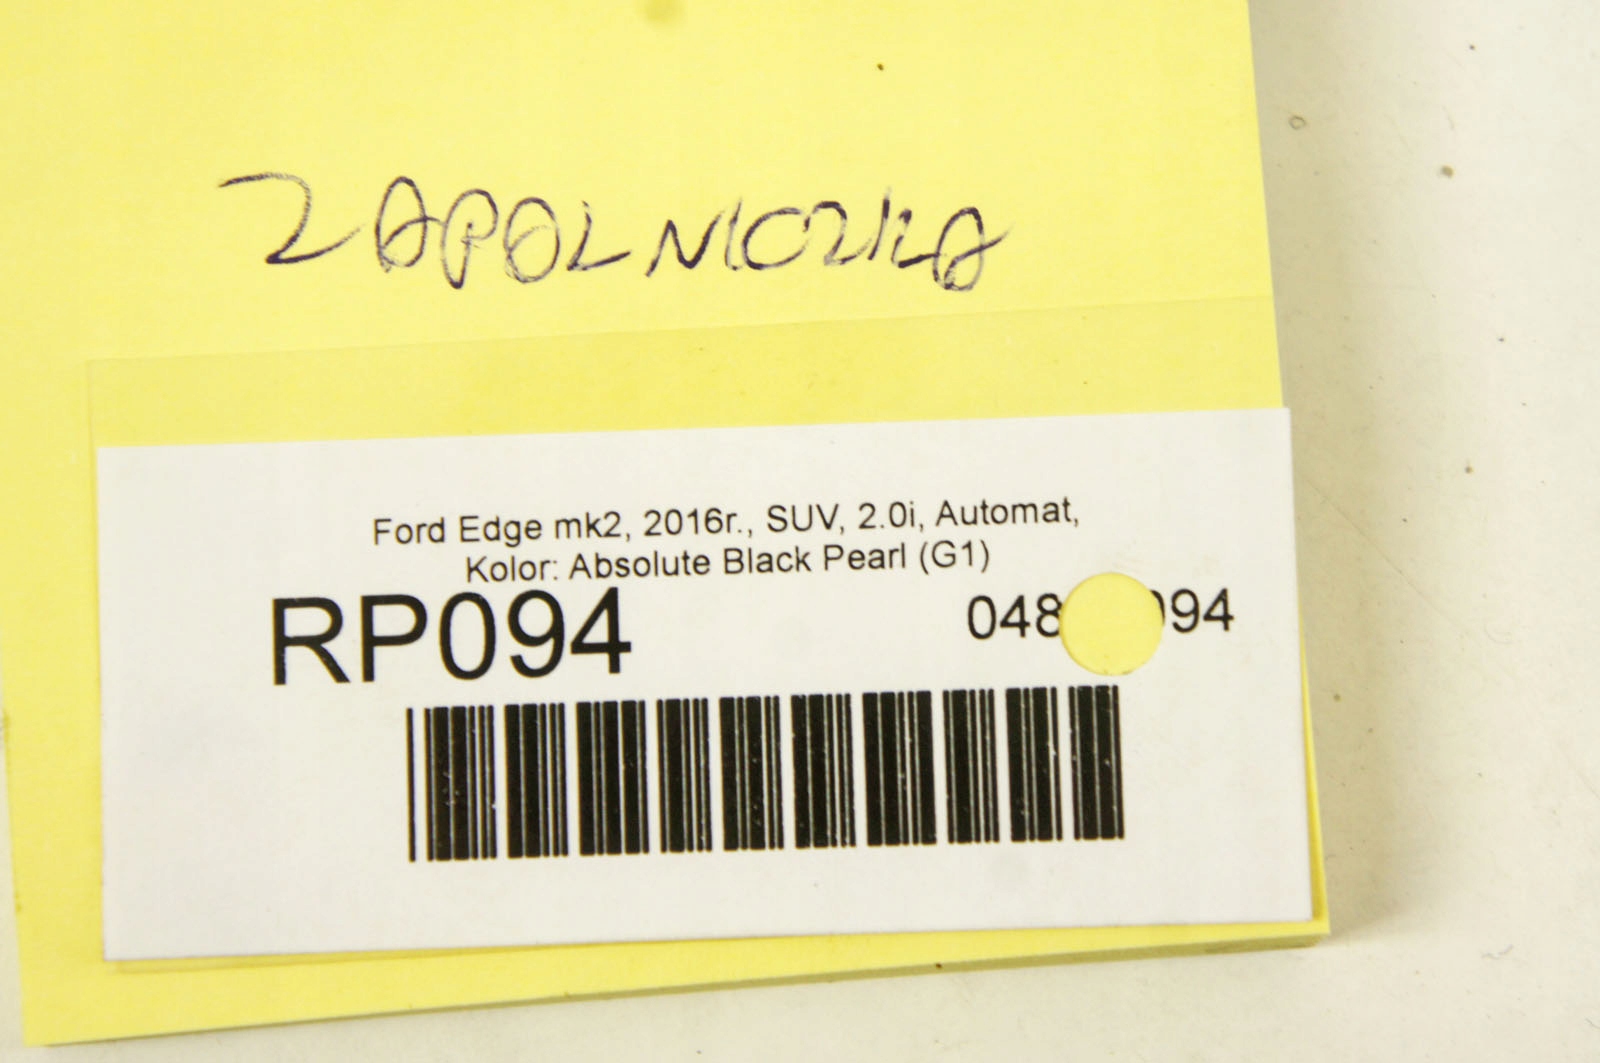 ZAPALNICZKA
Ford Edge mk2, 2016r., SUV, 2.0i, Automat,
Kolor: Absolute Black Pearl (G1)
RP094